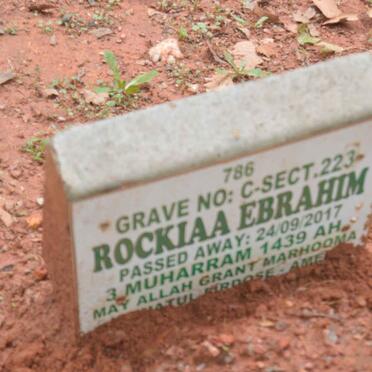 786
GRAVE NO: C-SECT.223
ROCKIAA EBRAHIM
PASSED AWAY: 24/09/2017
3 MUHARRAM 1439 AH.
MAY ALLAH GRANT MARHOOMA